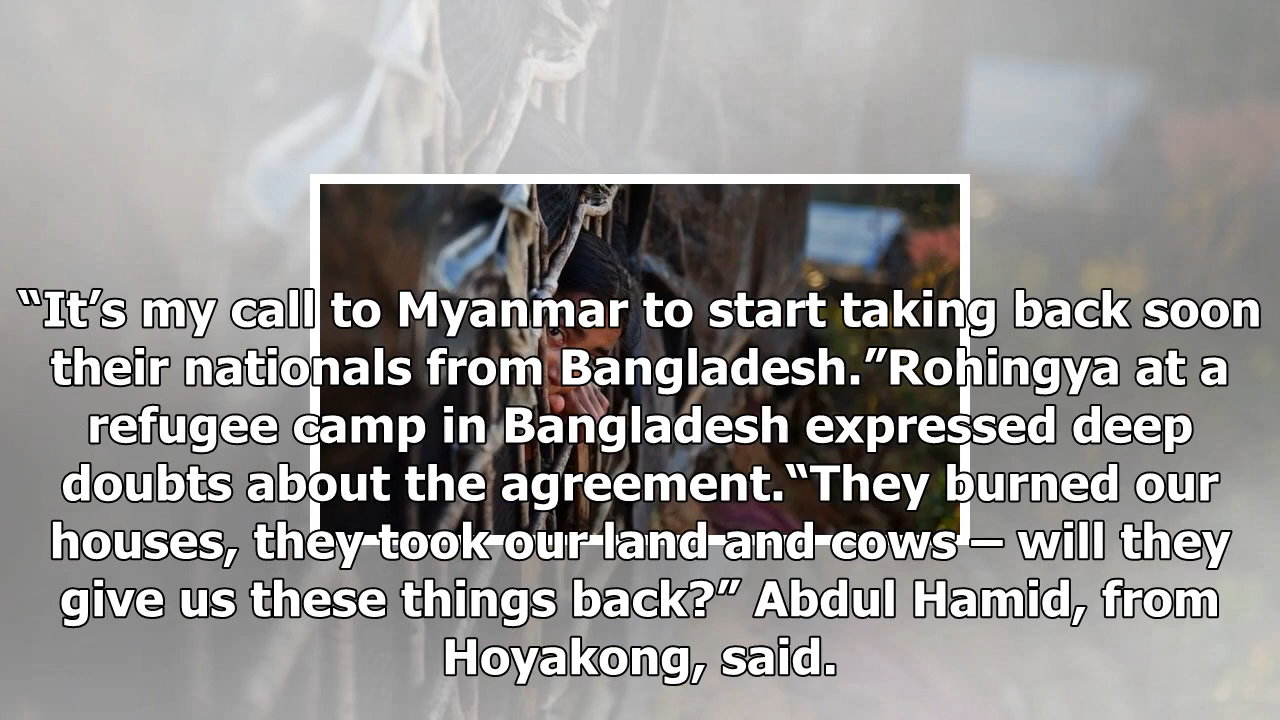 “It’s my call to Myanmar to start taking back soon
their nationals from Bangladesh.”Rohingya at a
refugee camp in Bangladesh expressed deep
doubts about the agreement.“They burned our
houses, they took our land and cows – will they
give us these things back?” Abdul Hamid, from
Hoyakong, said.